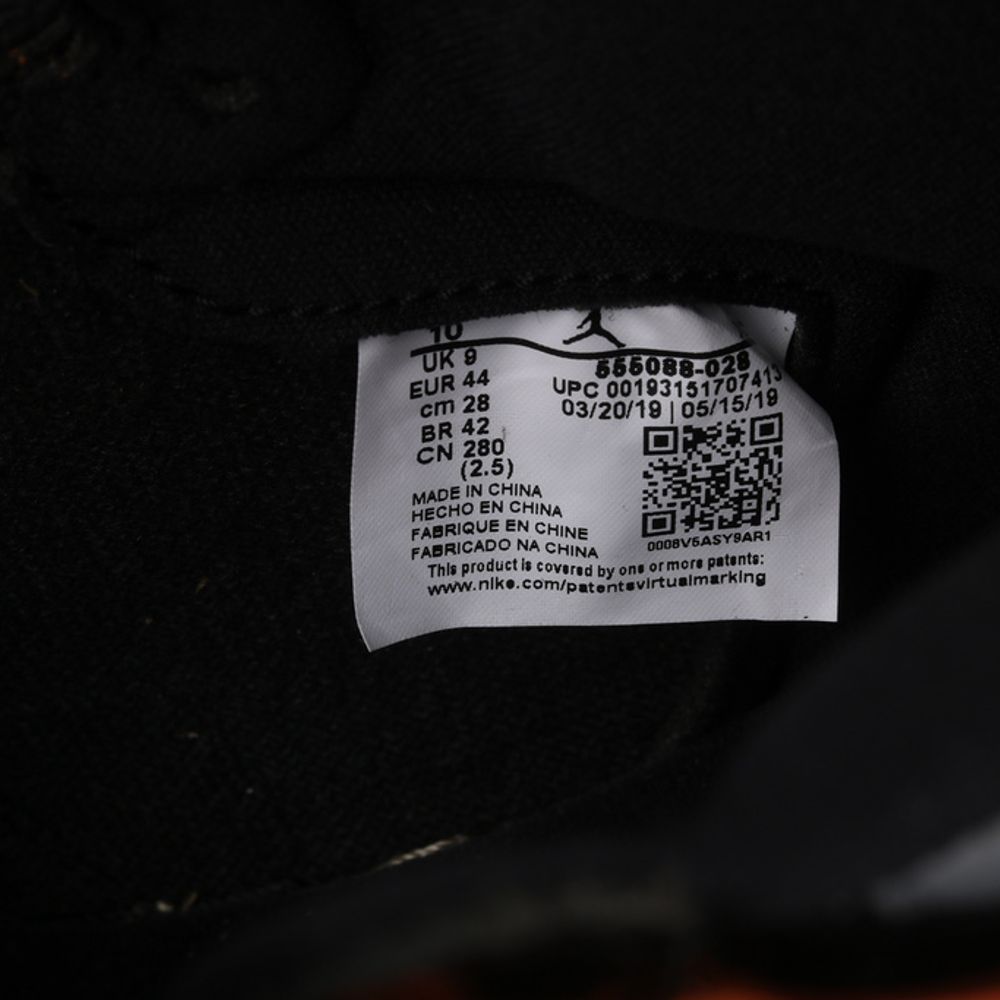 10
UK 9
EUR 44
cm 28
BR 42
CN 280
(2.5)
555088-028
UPC 00193151707413
03/20/19 | 05/15/19
0008V5ASY9AR1
MADE IN CHINA
HECHO EN CHINA
FABRIQUE EN CHINE
FABRICADO NA CHINA
This product is covered by one or more patents:
www.nike.com/patentsvirtualmarking